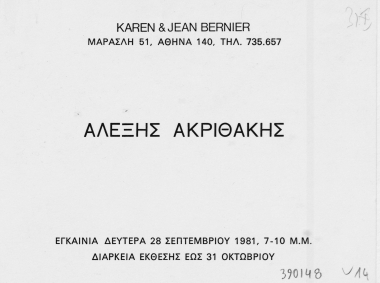 KAREN & JEAN BERNIER
ΜΑΡΑΣΛΗ 51, ΑΘΗΝΑ 140, ΤΗΛ. 735.657
ΑΛΕΞΗΣ ΑΚΡΙΘΑΚΗΣ
ΕΓΚΑΙΝΙΑ ΔΕΥΤΕΡΑ 28 ΣΕΠΤΕΜΒΡΙΟΥ 1981, 7-10 Μ.Μ.
ΔΙΑΡΚΕΙΑ ΕΚΘΕΣΗΣ ΕΩΣ 31 ΟΚΤΩΒΡΙΟΥ
390148 V14